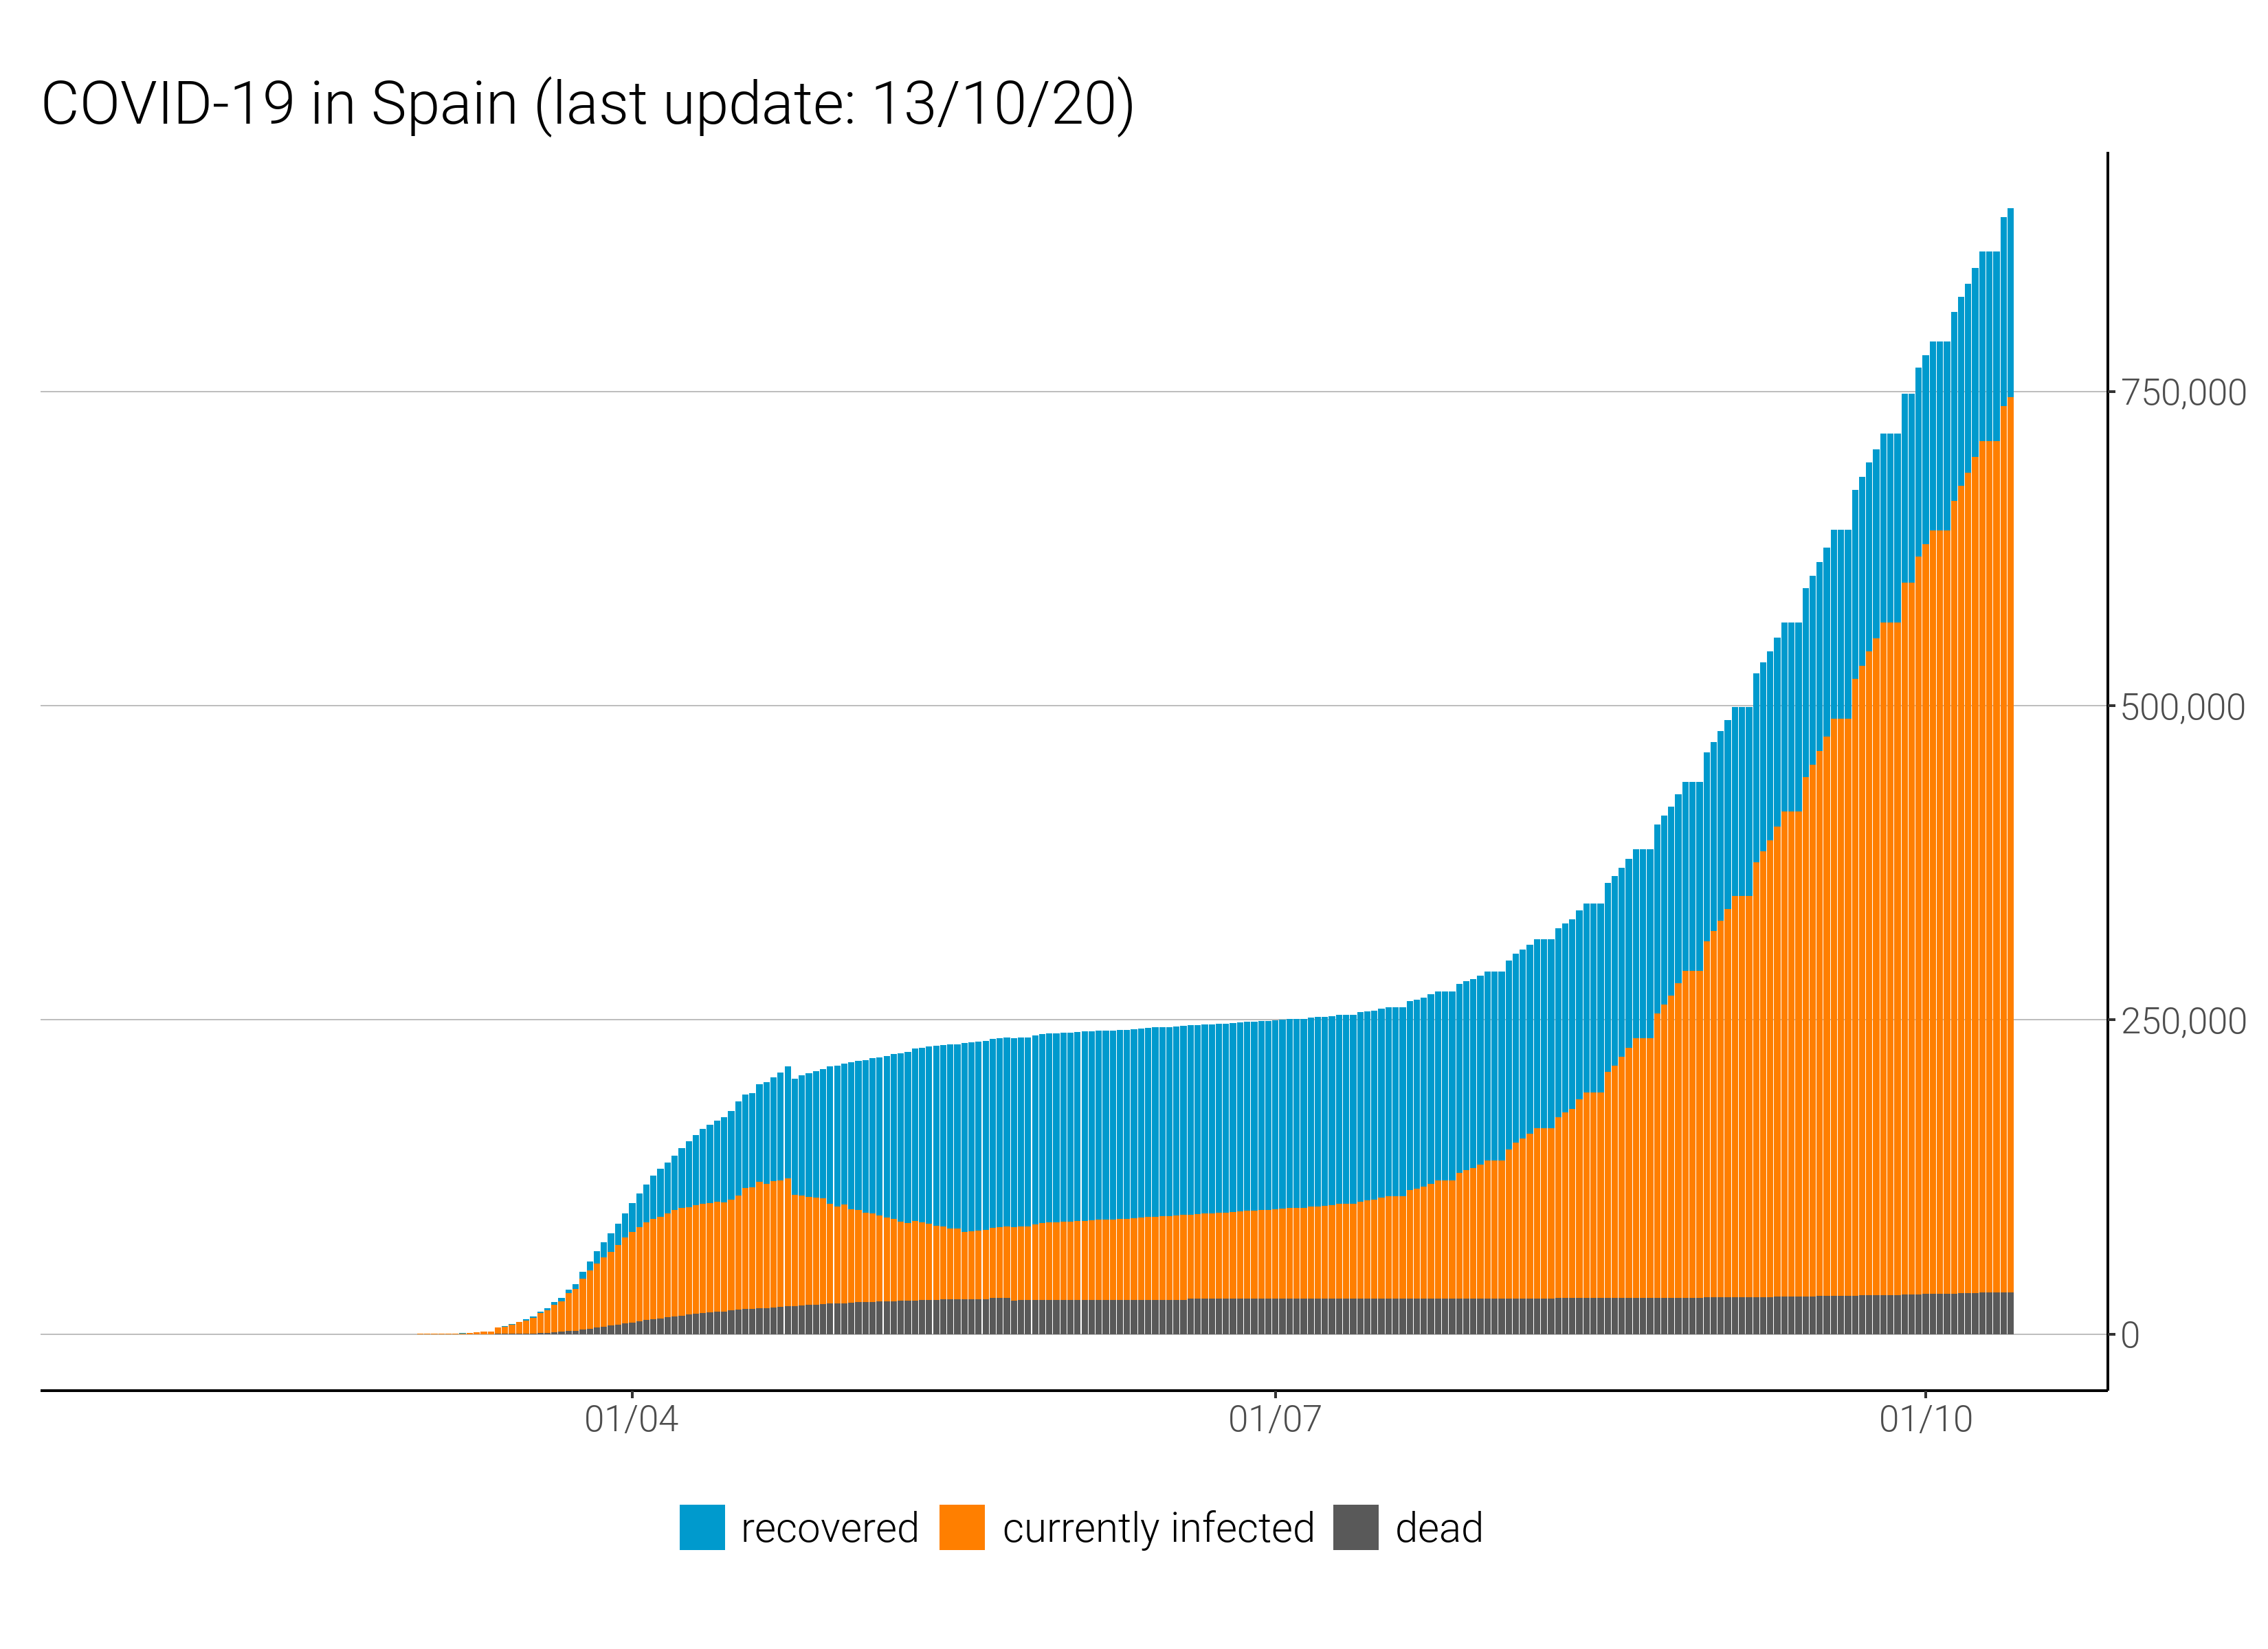 COVID-19 in Spain (last update: 13/10/20)
750,000
500,000
250,000
0
01/04 01/07 01/10
recovered currently infected dead